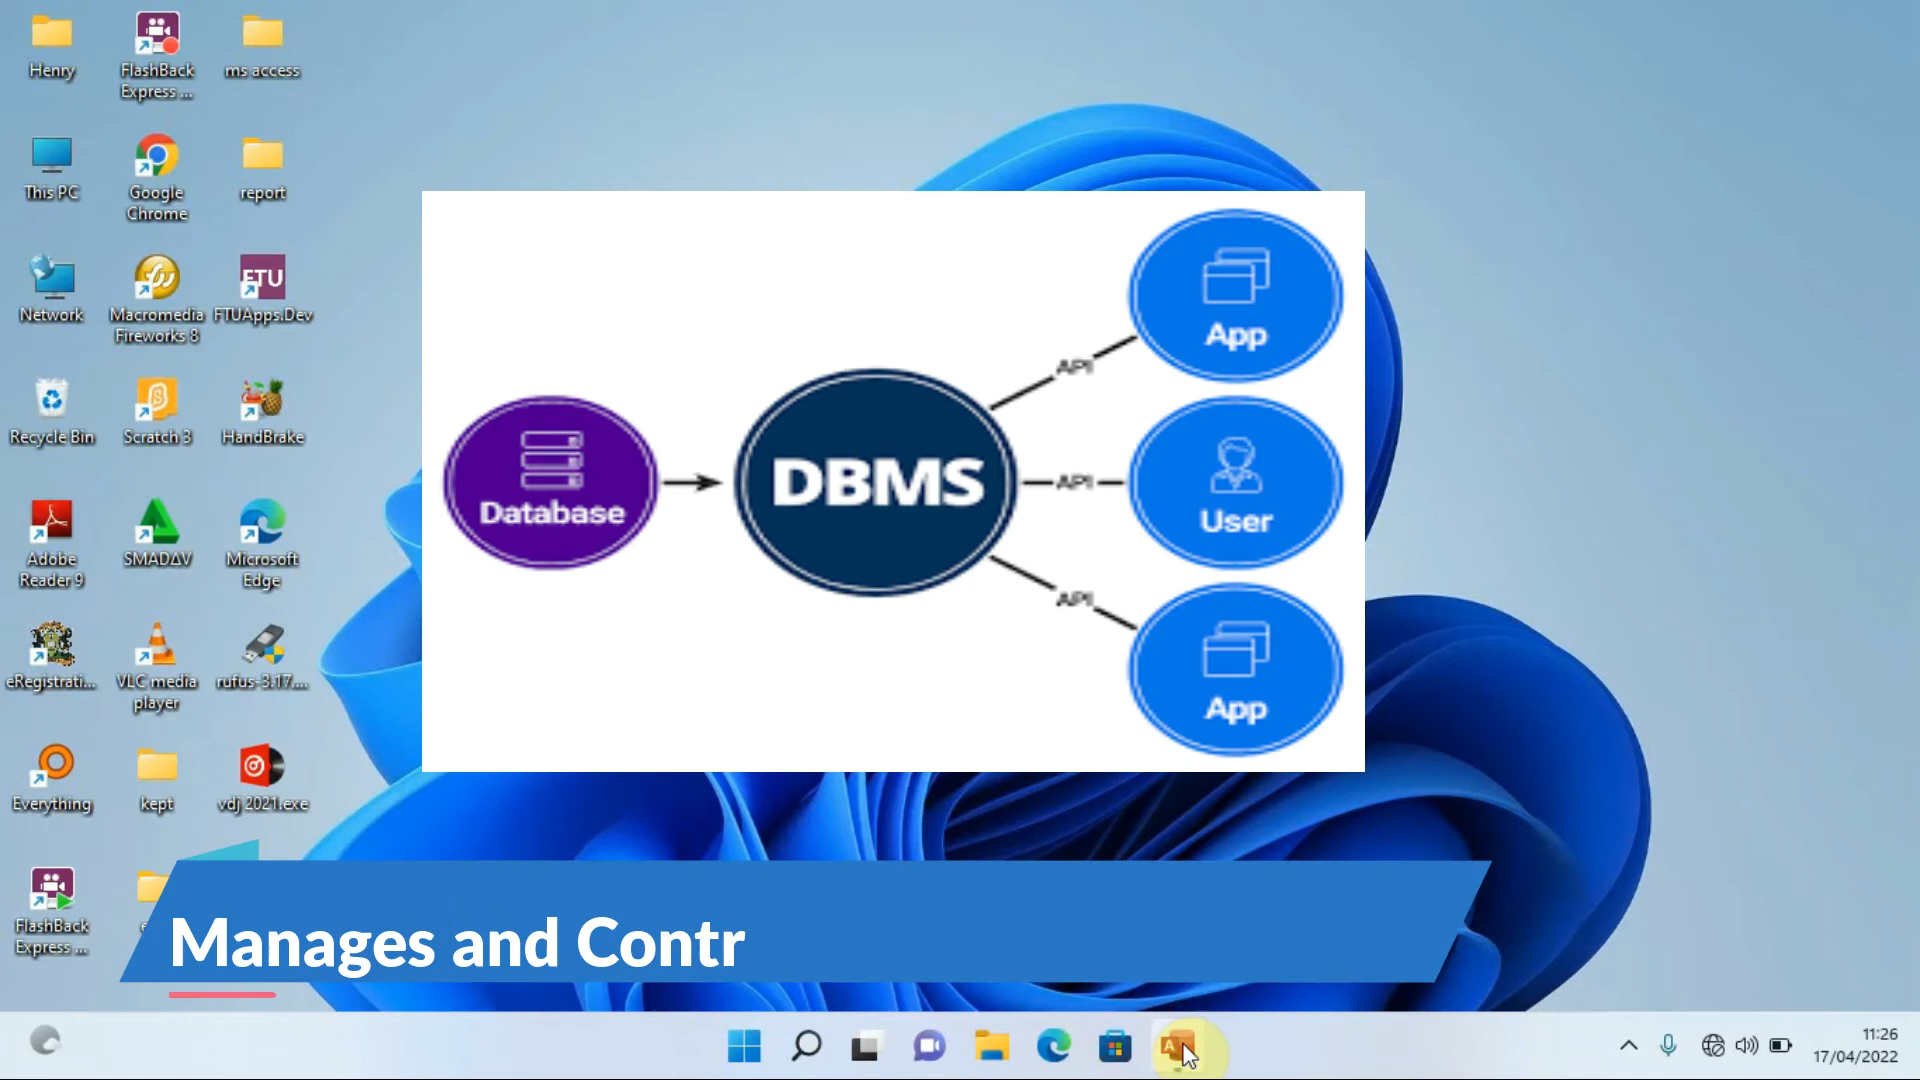 Henry
FlashBack
Express ...
ms access
This PC
Google
Chrome
report
Network
Macromedia
Fireworks 8
FTU
FTUApps.Dev
Recycle Bin
Scratch 3
HandBrake
Adobe
Reader 9
SMADΔV
Microsoft
Edge
eRegistrati...
VLC media
player
rufus-3.17....
Everything
kept
vdj 2021.exe
FlashBack
Express ...
Database
DBMS
API
API
API
App
User
App
Manages and Contr
A
11:26
17/04/2022